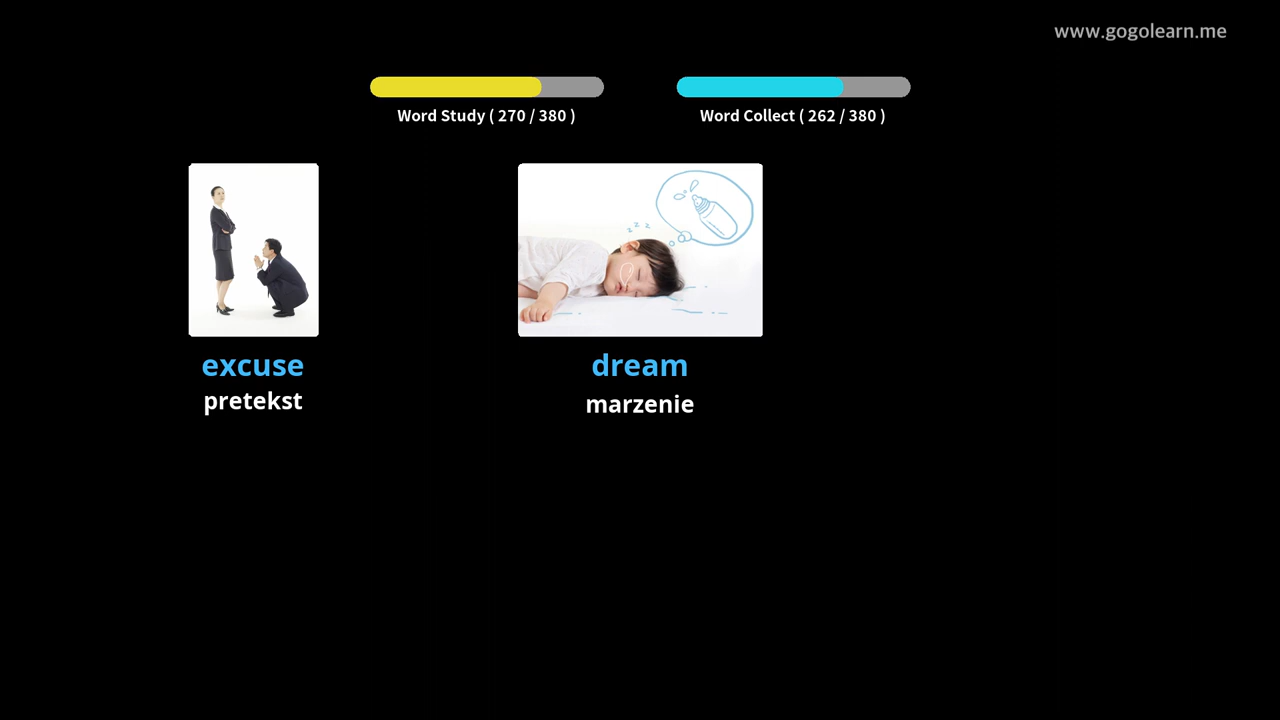 www.gogolearn.me
Word Study ( 270 / 380 )
Word Collect ( 262 / 380 )
z z z
excuse
pretekst
dream
marzenie